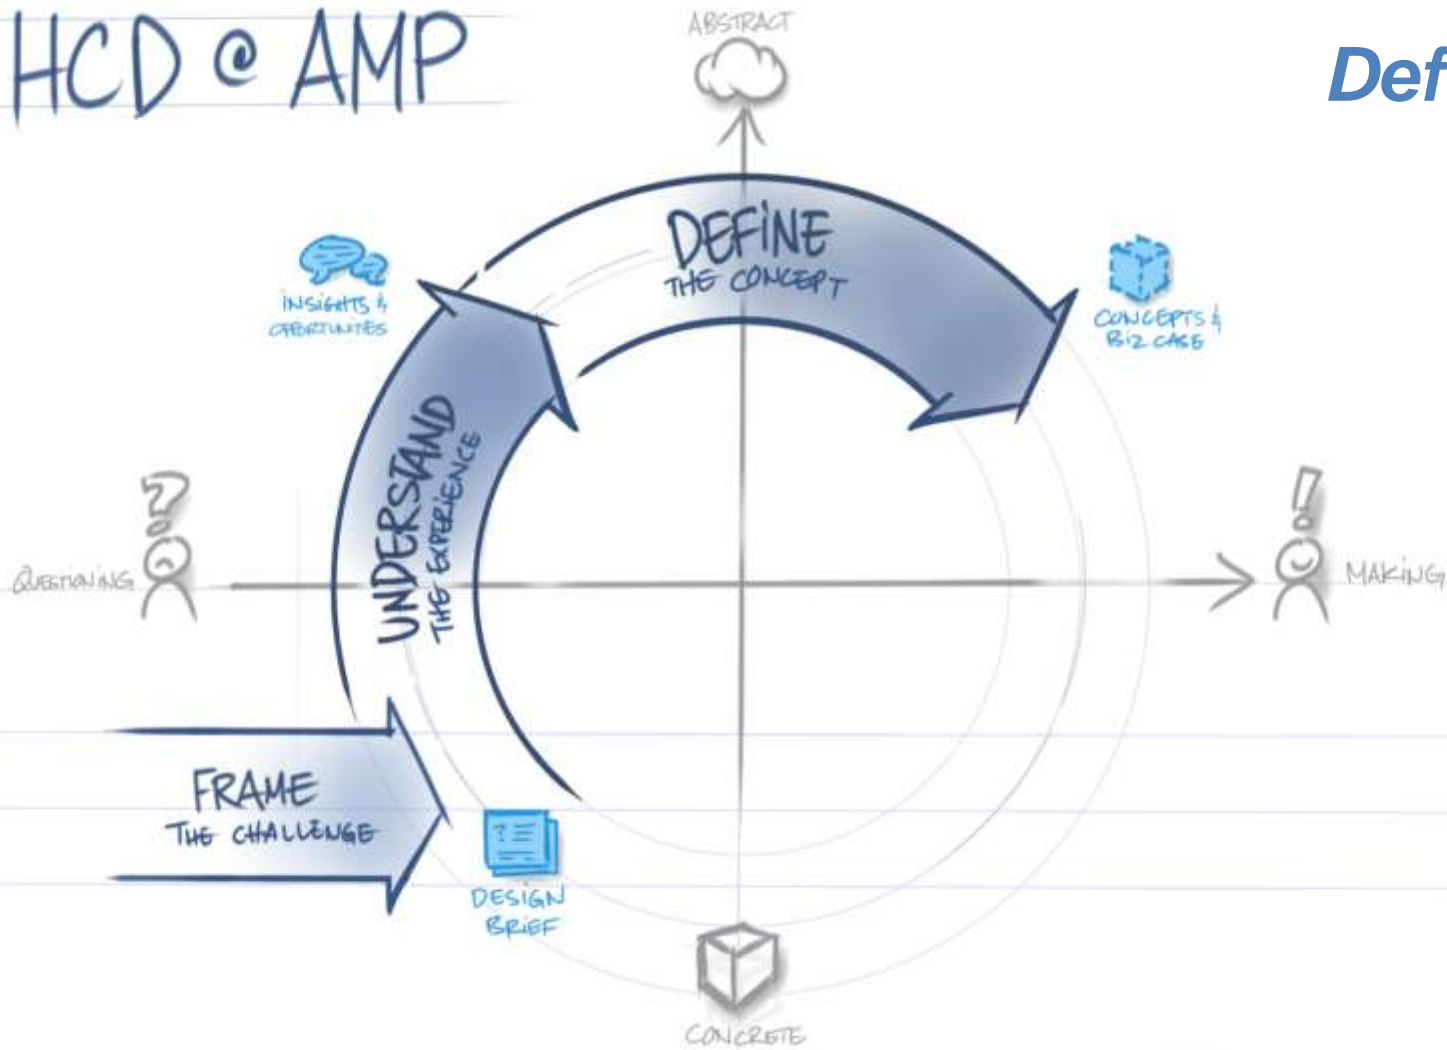 HCD @ AMP
ABSTRACT
Def
DEFINE
THE CONCEPT
INSIGHTS &
OPPORTUNITIES
CONCEPTS &
BIZ CASE
UNDERSTAND
THE EXPERIENCE
?
!
QUESTIONING
MAKING
FRAME
THE CHALLENGE
?
DESIGN
BRIEF
CONCRETE